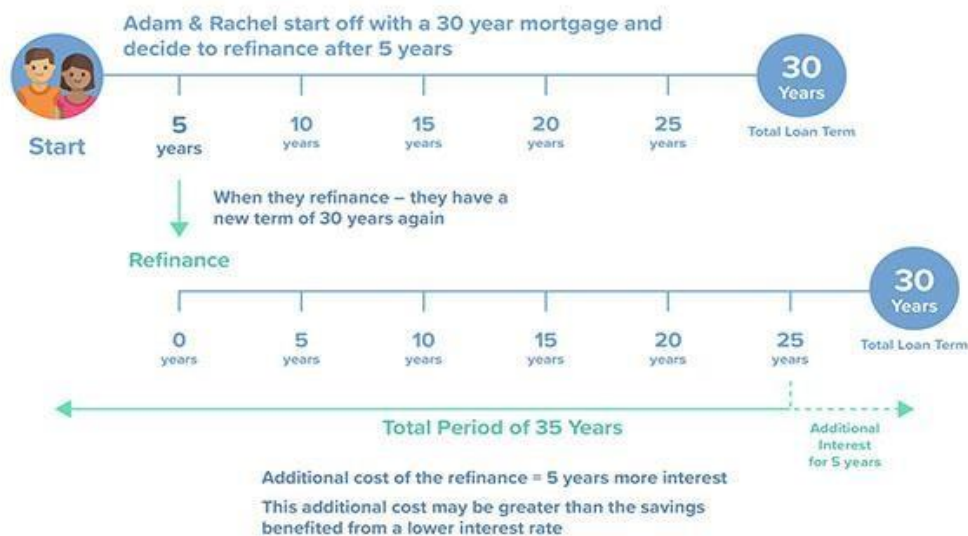 Adam & Rachel start off with a 30 year mortgage and
decide to refinance after 5 years
Start
5
years
10
years
15
years
20
years
25
years
30
Years
Total Loan Term
When they refinance – they have a
new term of 30 years again
Refinance
0
years
5
years
10
years
15
years
20
years
25
years
30
Years
Total Loan Term
Total Period of 35 Years
Additional
Interest
for 5 years
Additional cost of the refinance = 5 years more interest
This additional cost may be greater than the savings
benefited from a lower interest rate